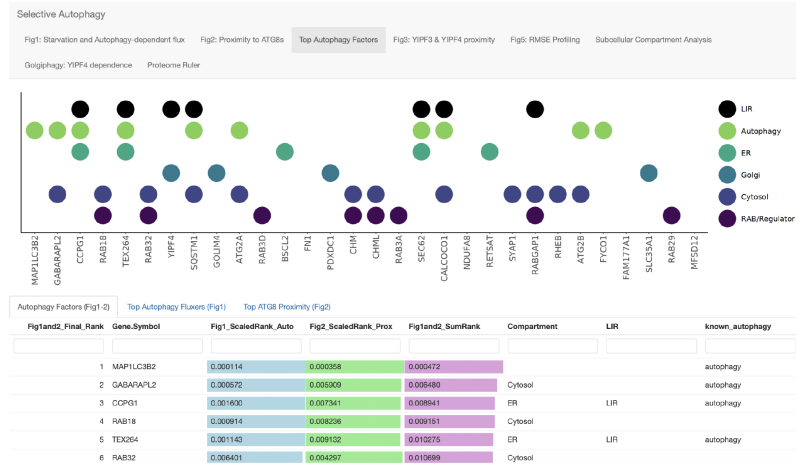 Selective Autophagy
Fig1: Starvation and Autophagy-dependent flux Fig2: Proximity to ATG8s Top Autophagy Factors Fig3: YIPF3 & YIPF4 proximity Fig5: RMSE Profiling Subcellular Compartment Analysis
Golgiphagy: YIPF4 dependence Proteome Ruler
LIR
Autophagy
ER
Golgi
Cytosol
RAB/Regulator
MAP1LC3B2
GABARAPL2
CCPG1
RAB18
TEX264
RAB32
YIPF4
SQSTM1
GOLIM4
ATG2A
RAB3D
BSCL2
FN1
PDXDC1
CHM
CHML
RAB3A
SEC62
CALCOCO1
NDUFA8
RETSAT
SYAP1
RABGAP1
RHEB
ATG2B
FYCO1
FAM177A1
SLC35A1
RAB29
MFSD12
Autophagy Factors (Fig1-2) Top Autophagy Fluxers (Fig1) Top ATG8 Proximity (Fig2)
Fig1and2_Final_Rank Gene.Symbol Fig1_ScaledRank_Auto Fig2_ScaledRank_Prox Fig1and2_SumRank Compartment LIR known_autophagy
1 MAP1LC3B2 0.000114 0.000358 0.000472 autophagy
2 GABARAPL2 0.000572 0.005909 0.006480 Cytosol autophagy
3 CCPG1 0.001600 0.007341 0.008941 ER LIR autophagy
4 RAB18 0.000914 0.008236 0.009151 Cytosol
5 TEX264 0.001143 0.009132 0.010275 ER LIR autophagy
6 RAB32 0.006401 0.004297 0.010699 Cytosol